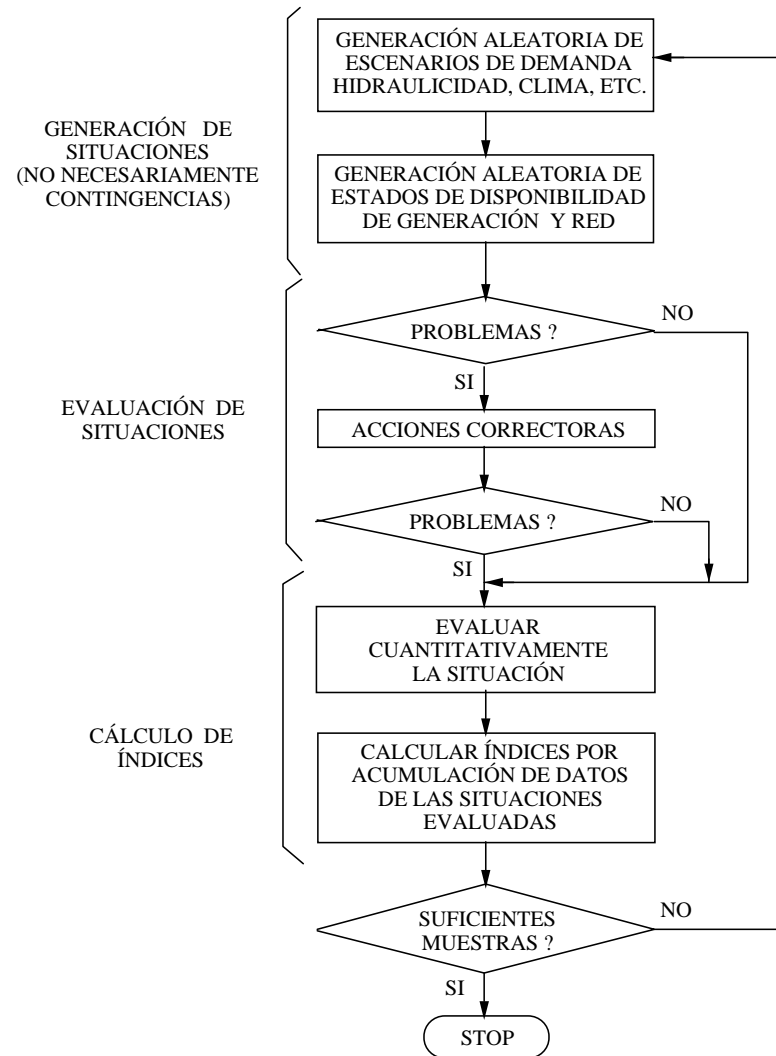 GENERACIÓN ALEATORIA DE
ESCENARIOS DE DEMANDA
HIDRAULICIDAD, CLIMA, ETC.
GENERACIÓN DE
SITUACIONES
(NO NECESARIAMENTE
CONTINGENCIAS)
GENERACIÓN ALEATORIA DE
ESTADOS DE DISPONIBILIDAD
DE GENERACIÓN Y RED
PROBLEMAS ?
NO
SI
EVALUACIÓN DE
SITUACIONES
ACCIONES CORRECTORAS
PROBLEMAS ?
NO
SI
EVALUAR
CUANTITATIVAMENTE
LA SITUACIÓN
CÁLCULO DE
ÍNDICES
CALCULAR ÍNDICES POR
ACUMULACIÓN DE DATOS
DE LAS SITUACIONES
EVALUADAS
SUFICIENTES
MUESTRAS ?
NO
SI
STOP